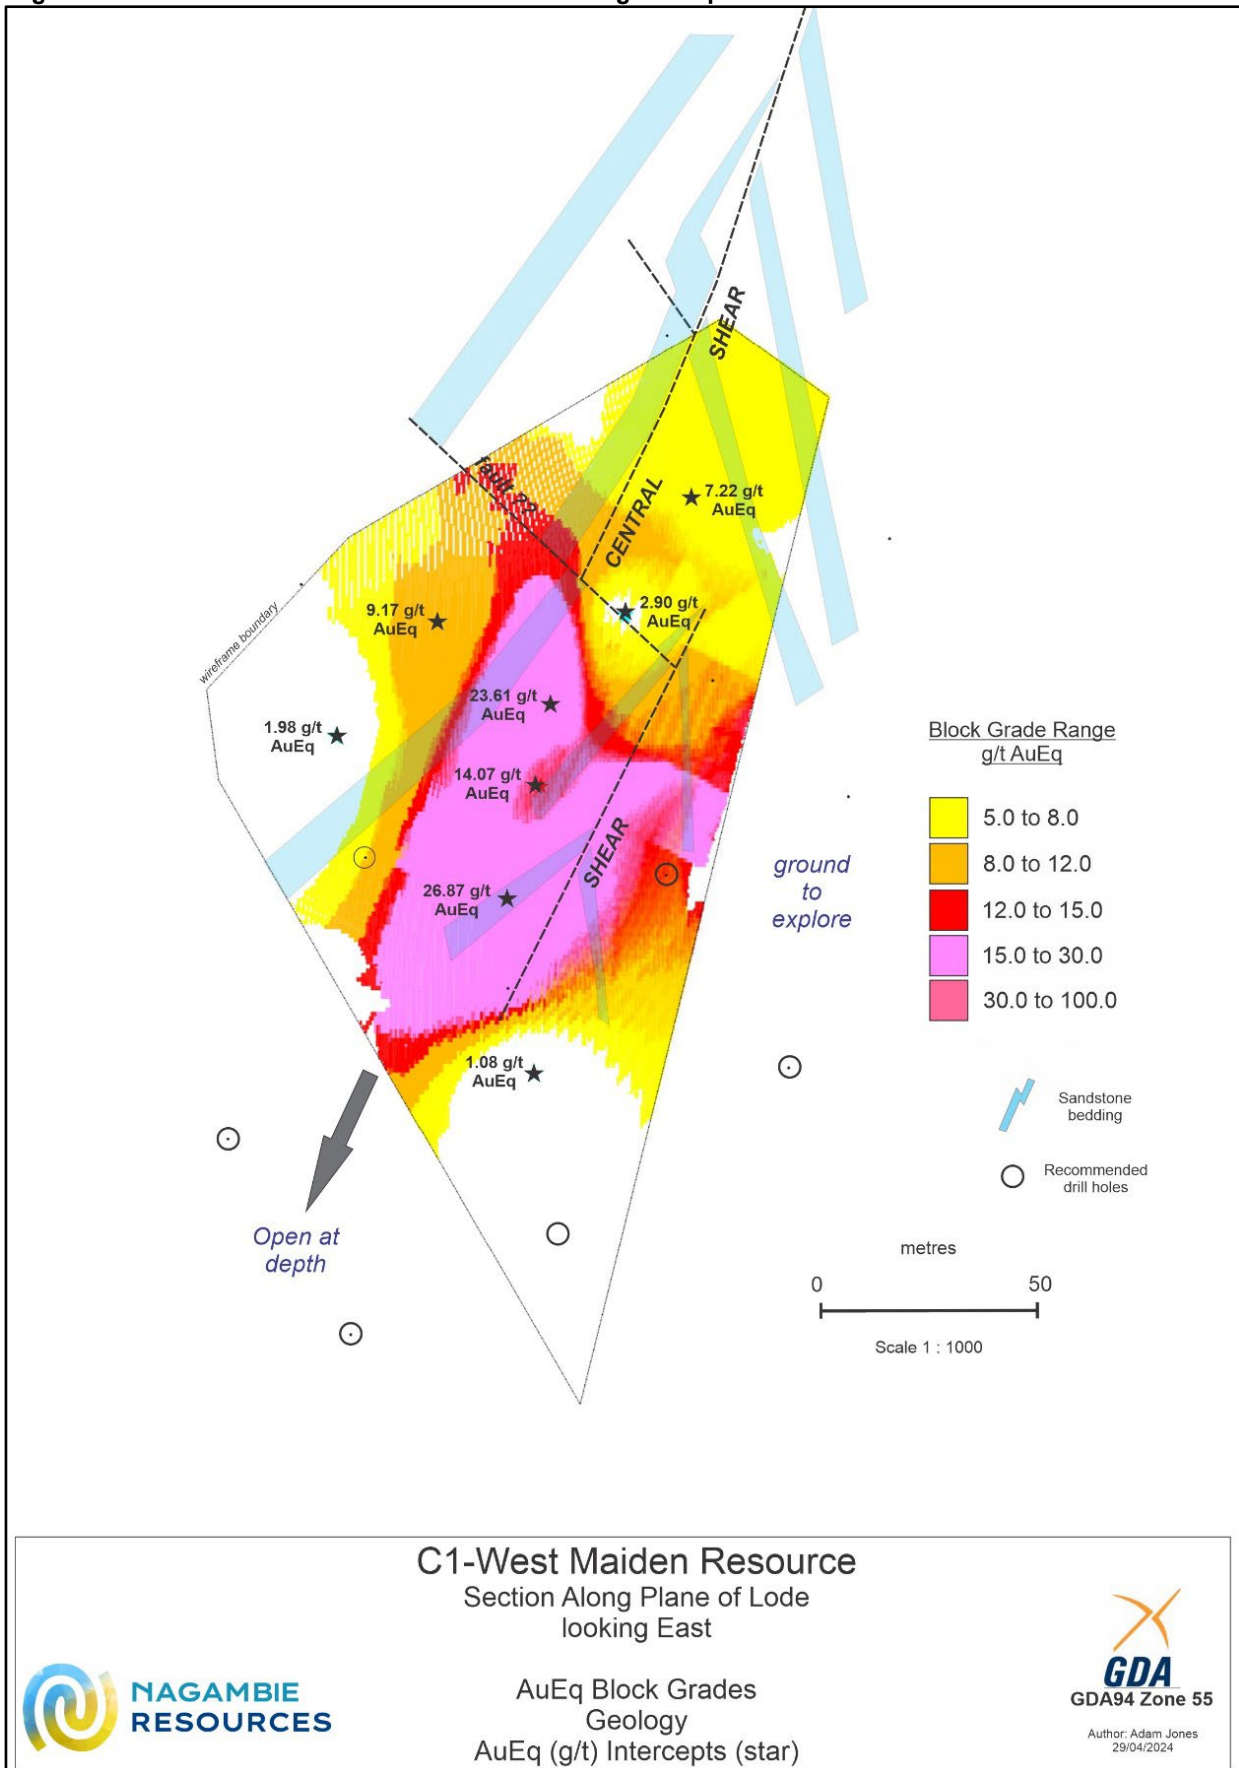 SHEAR
fault ??
CENTRAL
7.22 g/t
AuEq
9.17 g/t
AuEq
2.90 g/t
AuEq
wireframe boundary
23.61 g/t
AuEq
1.98 g/t
AuEq
14.07 g/t
AuEq
SHEAR
26.87 g/t
AuEq
ground
to
explore
1.08 g/t
AuEq
Open at
depth
Block Grade Range
g/t AuEq
5.0 to 8.0
8.0 to 12.0
12.0 to 15.0
15.0 to 30.0
30.0 to 100.0
Sandstone
bedding
Recommended
drill holes
metres
0 50
Scale 1 : 1000
C1-West Maiden Resource
Section Along Plane of Lode
looking East
AuEq Block Grades
Geology
AuEq (g/t) Intercepts (star)
NAGAMBIE
RESOURCES
GDA
GDA94 Zone 55
Author: Adam Jones
29/04/2024